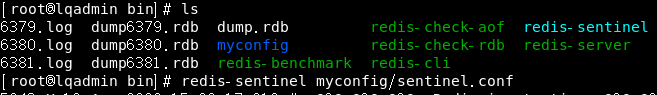 [root@lqadmin bin]# ls
6379.log dump6379.rdb dump.rdb redis-check-aof redis-sentinel
6380.log dump6380.rdb myconfig redis-check-rdb redis-server
6381.log dump6381.rdb redis-benchmark redis-cli
[root@lqadmin bin]# redis-sentinel myconfig/sentinel.conf